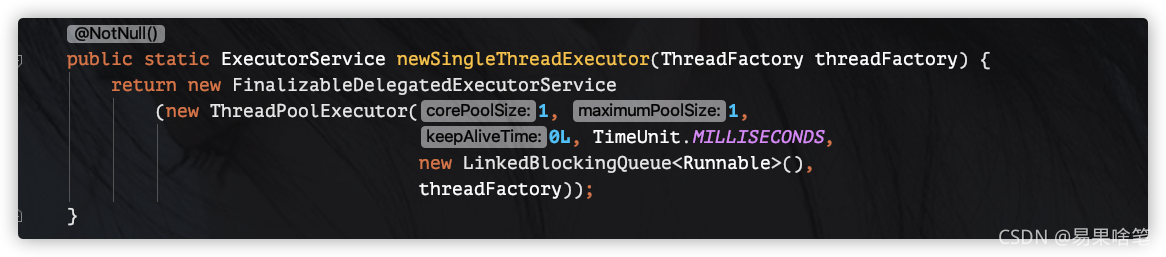 @NotNull()
public static ExecutorService newSingleThreadExecutor(ThreadFactory threadFactory) {
return new FinalizableDelegatedExecutorService
(new ThreadPoolExecutor( corePoolSize: 1, maximumPoolSize: 1,
keepAliveTime: 0L, TimeUnit.MILLISECONDS,
new LinkedBlockingQueue<Runnable>(),
threadFactory));
}
CSDN @易果啥笔